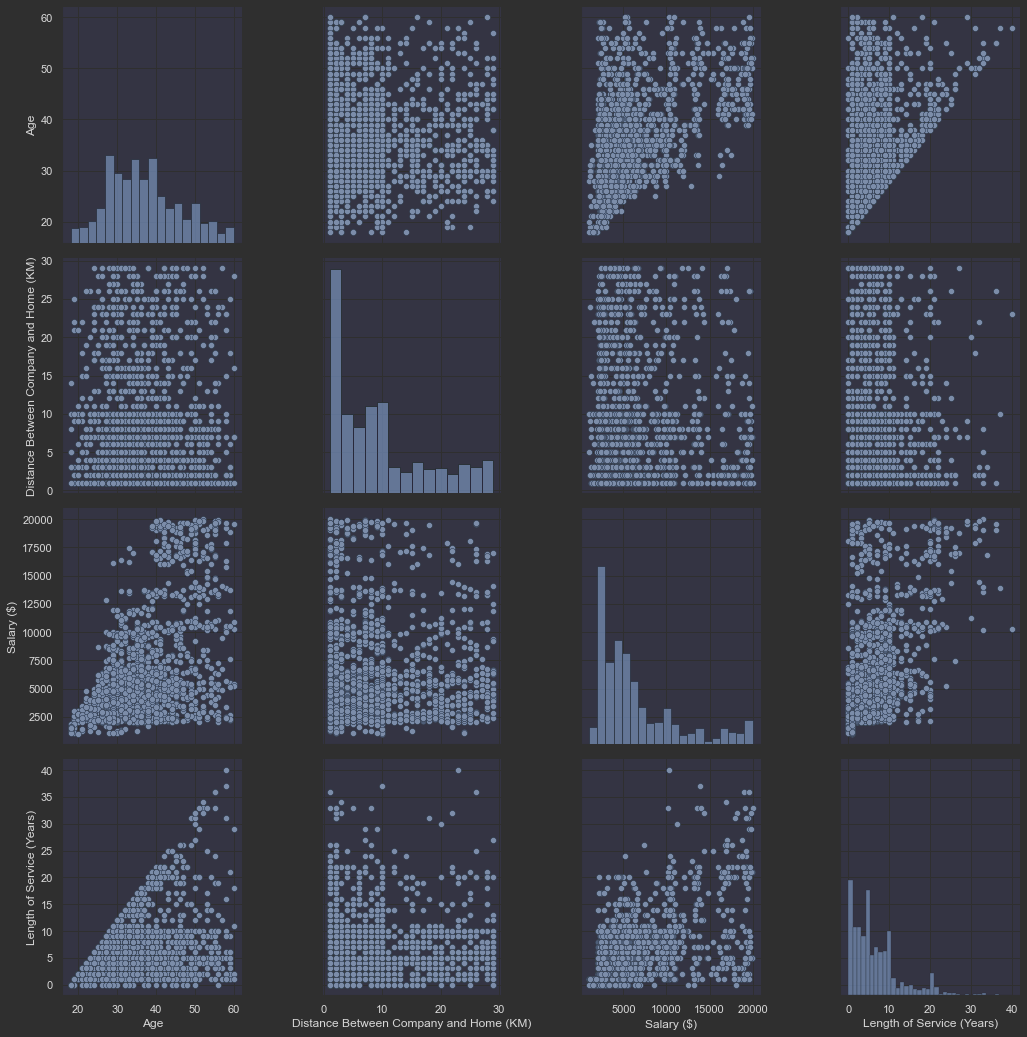 60
50
40
30
20
Age
30
25
20
15
10
5
0
Distance Between Company and Home (KM)
20000
17500
15000
12500
10000
7500
5000
2500
Salary ($)
40
35
30
25
20
15
10
5
0
Length of Service (Years)
20 30 40 50 60
Age
0 10 20 30
Distance Between Company and Home (KM)
5000 10000 15000 20000
Salary ($)
0 10 20 30 40
Length of Service (Years)